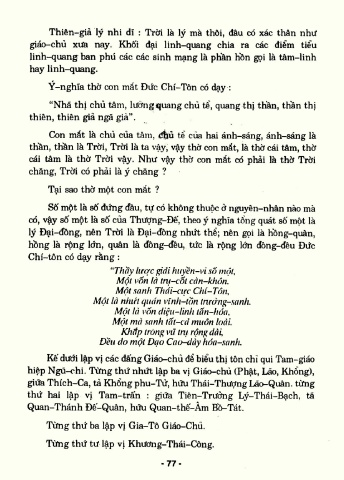 Thiên–giả lý nhi dĩ : Trời là lý mà thôi, đâu có xác thân như
giáo–chủ xưa nay. Khối đại linh–quang chia ra các điểm tiểu
linh–quang ban phú các các sinh mạng là phần hồn gọi là tâm–linh
hay linh–quang.
Ý–nghĩa thờ con mắt Đức Chí–Tôn có dạy :
“Nhã thị chủ tâm, lưỡng quang chủ tể, quang thị thần, thần thị
thiên, thiên giả ngã giả”.
Con mắt là chủ của tâm, chủ tể của hai ánh–sáng, ánh–sáng là
thần, thần là Trời, Trời là ta vậy, vậy thờ con mắt, là thờ cái tâm, thờ
cái tâm là thờ Trời vậy. Như vậy thờ con mắt có phải là thờ Trời
chăng, Trời có phải là ý chăng ?
Tại sao thờ một con mắt ?
Số một là số đứng đầu, tự có không thuộc ở nguyên–nhân nào mà
có, vậy số một là số của Thượng–Đế, theo ý nghĩa tổng quát số một là
lý Đại–đồng, nên Trời là Đại–đồng nhứt thể; nên gọi là hồng–quân,
hồng là rộng lớn, quân là đồng–đều, tức là rộng lớn đồng–đều Đức
Chí–tôn có dạy rằng :
“Thầy lược giải huyền–vi số một,
Một vốn là trụ–cốt càn–khôn.
Một sanh Thái–cực Chí–Tôn,
Một là nhứt quán vĩnh–tồn trưởng–sanh.
Một là vốn diệu–linh tấn–hóa,
Một mà sanh tất–cả muôn loài.
Khắp trong vũ trụ rộng dài,
Đều do một Đạo Cao–dày hóa–sanh.
Kế dưới lập vị các đấng Giáo–chủ để biểu thị tôn chỉ qui Tam–giáo
hiệp Ngũ–chi. Từng thứ nhứt lập ba vị Giáo–chủ (Phật, Lão, Khổng),
giữa Thích–Ca, tả Khổng phu–Tử, hữu Thái–Thượng Lão–Quân. từng
thứ hai lập vị Tam–trấn : giữa Tiên–Trưởng Lý–Thái–Bạch, tả
Quan–Thánh Đế–Quân, hữu Quan–thế–Âm Bồ–Tát.
Từng thứ ba lập vị Gia–Tô Giáo–Chủ.
Từng thứ tư lập vị Khương–Thái–Công.
- 77 -